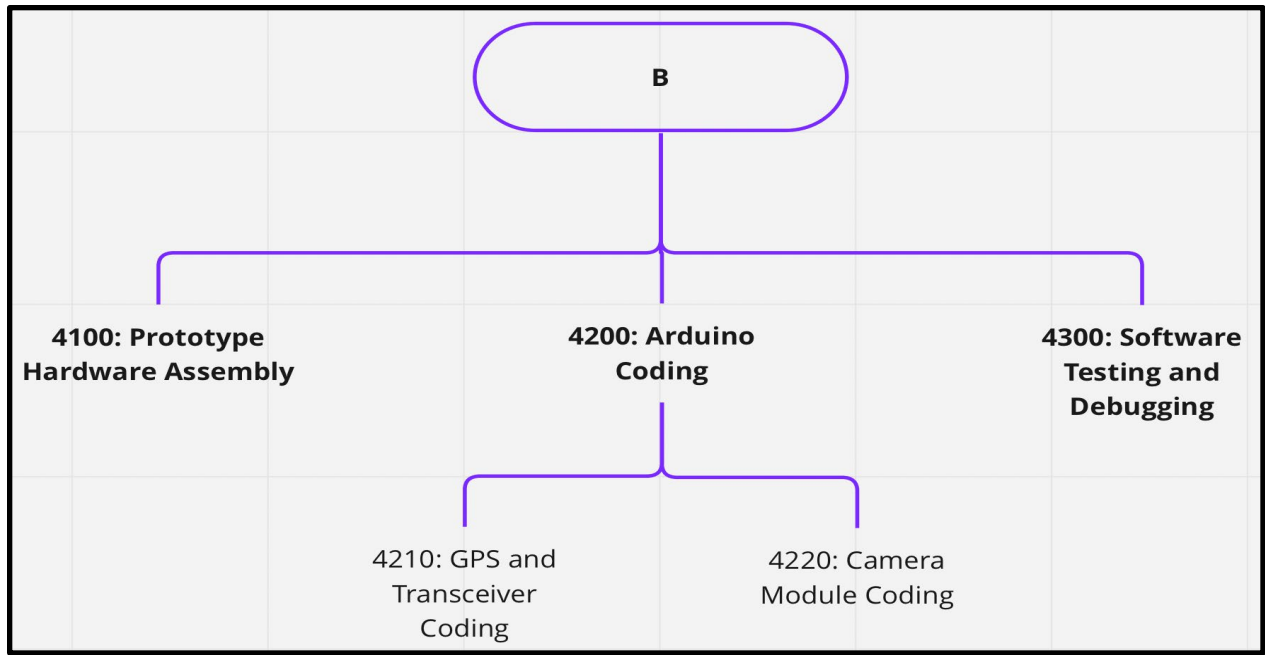 B
4100: Prototype
Hardware Assembly
4200: Arduino
Coding
4300: Software
Testing and
Debugging
4210: GPS and
Transceiver
Coding
4220: Camera
Module Coding